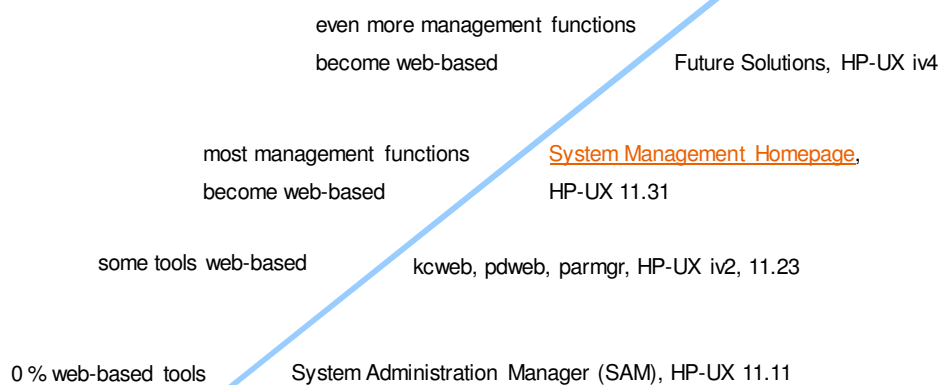 even more management functions
become web-based
Future Solutions, HP-UX iv4
most management functions
become web-based
System Management Homepage,
HP-UX 11.31
some tools web-based
kcweb, pdweb, parmgr, HP-UX iv2, 11.23
0 % web-based tools
System Administration Manager (SAM), HP-UX 11.11